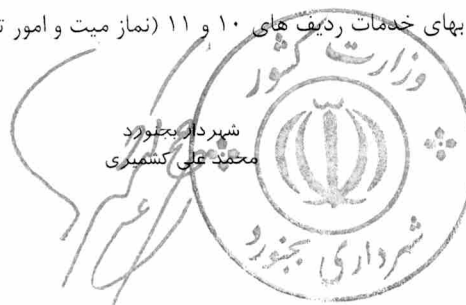 بهای خدمات ردیف های ۱۰ و ۱۱ (نماز میت و امور
شهردار بجنورد
محمد علی کشمیری
وزارت کشور
شهرداری بجنورد